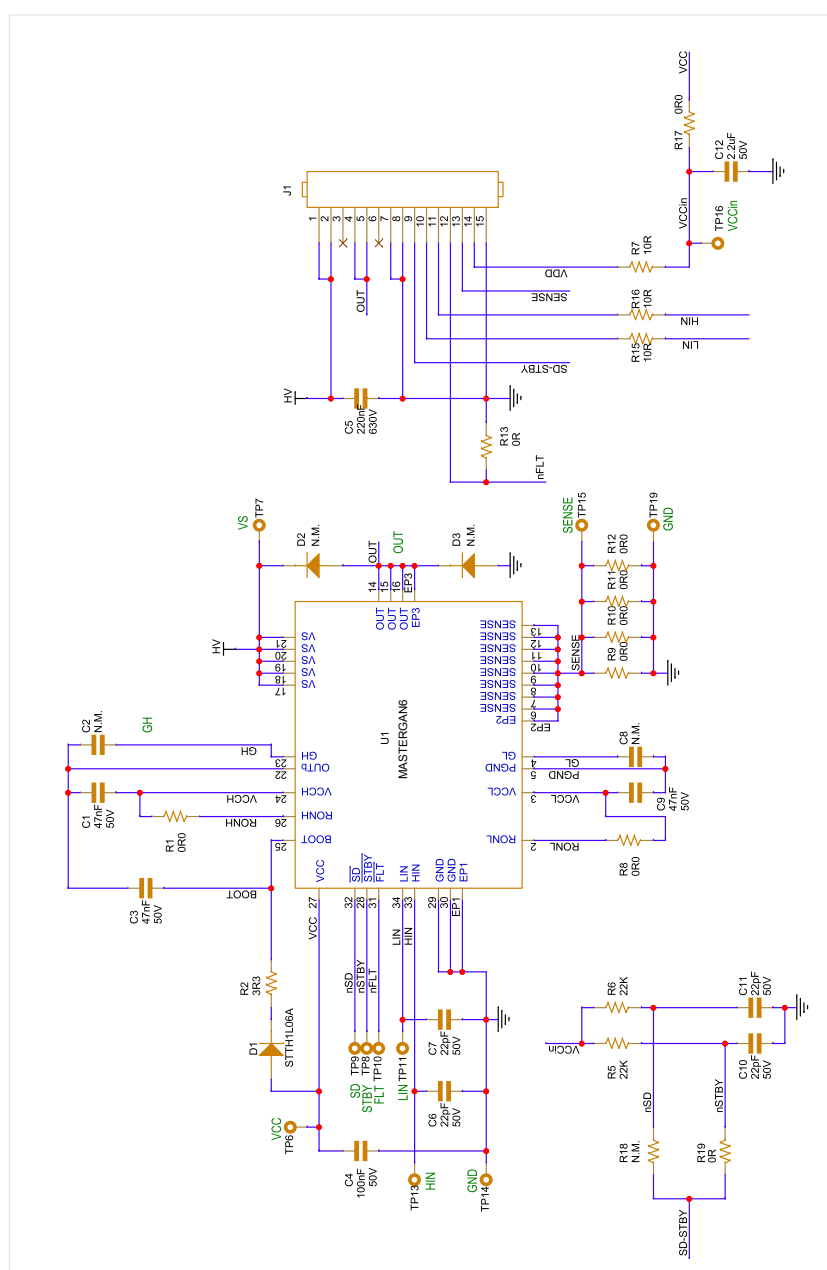 VCC
R17
0R0
C12
2.2uF
50V
VCCin
TP16
VCCin
J1
1
2
3
4
5
6
7
8
9
10
11
12
13
14
15
OUT
VDD
R7
10R
SENSE
R16
10R
HIN
R15
10R
LIN
SD-STBY
HV
C5
220nF
630V
R13
0R
nFLT
VS
TP7
D2
N.M.
OUT
OUT
D3
N.M.
SENSE
TP15
TP19
GND
R12
0R0
R11
0R0
R10
0R0
R9
0R0
SENSE
HV
14
15
16
EP3
OUT
OUT
OUT
EP3
VS
VS
VS
VS
VS
21
20
19
18
17
SENSE
SENSE
SENSE
SENSE
SENSE
SENSE
SENSE
SENSE
EP2
13
12
11
10
9
8
7
6
EP2
U1
MASTERGAN6
C2
N.M.
GH
GH
GH
23
OUTb
22
C1
47nF
50V
VCCH
VCCH
24
R1
0R0
RONH
RONH
26
BOOT
25
C3
47nF
50V
BOOT
GL
GL
4
C8
N.M.
PGND
PGND
5
VCCL
VCCL
3
C9
47nF
50V
RONL
RONL
2
R8
0R0
VCC
27
VCC
SD
32
nSD
STBY
28
nSTBY
FLT
31
nFLT
LIN
34
LIN
HIN
33
HIN
GND
29
GND
30
EP1
EP1
R2
3R3
D1
STTH1L06A
TP9
TP8
TP10
SD
STBY
FLT
TP11
LIN
C7
22pF
50V
C6
22pF
50V
VCC
TP6
C4
100nF
50V
TP13
HIN
GND
TP14
VCCin
R6
22K
R5
22K
C11
22pF
50V
C10
22pF
50V
nSD
nSTBY
R18
N.M.
R19
0R
SD-STBY